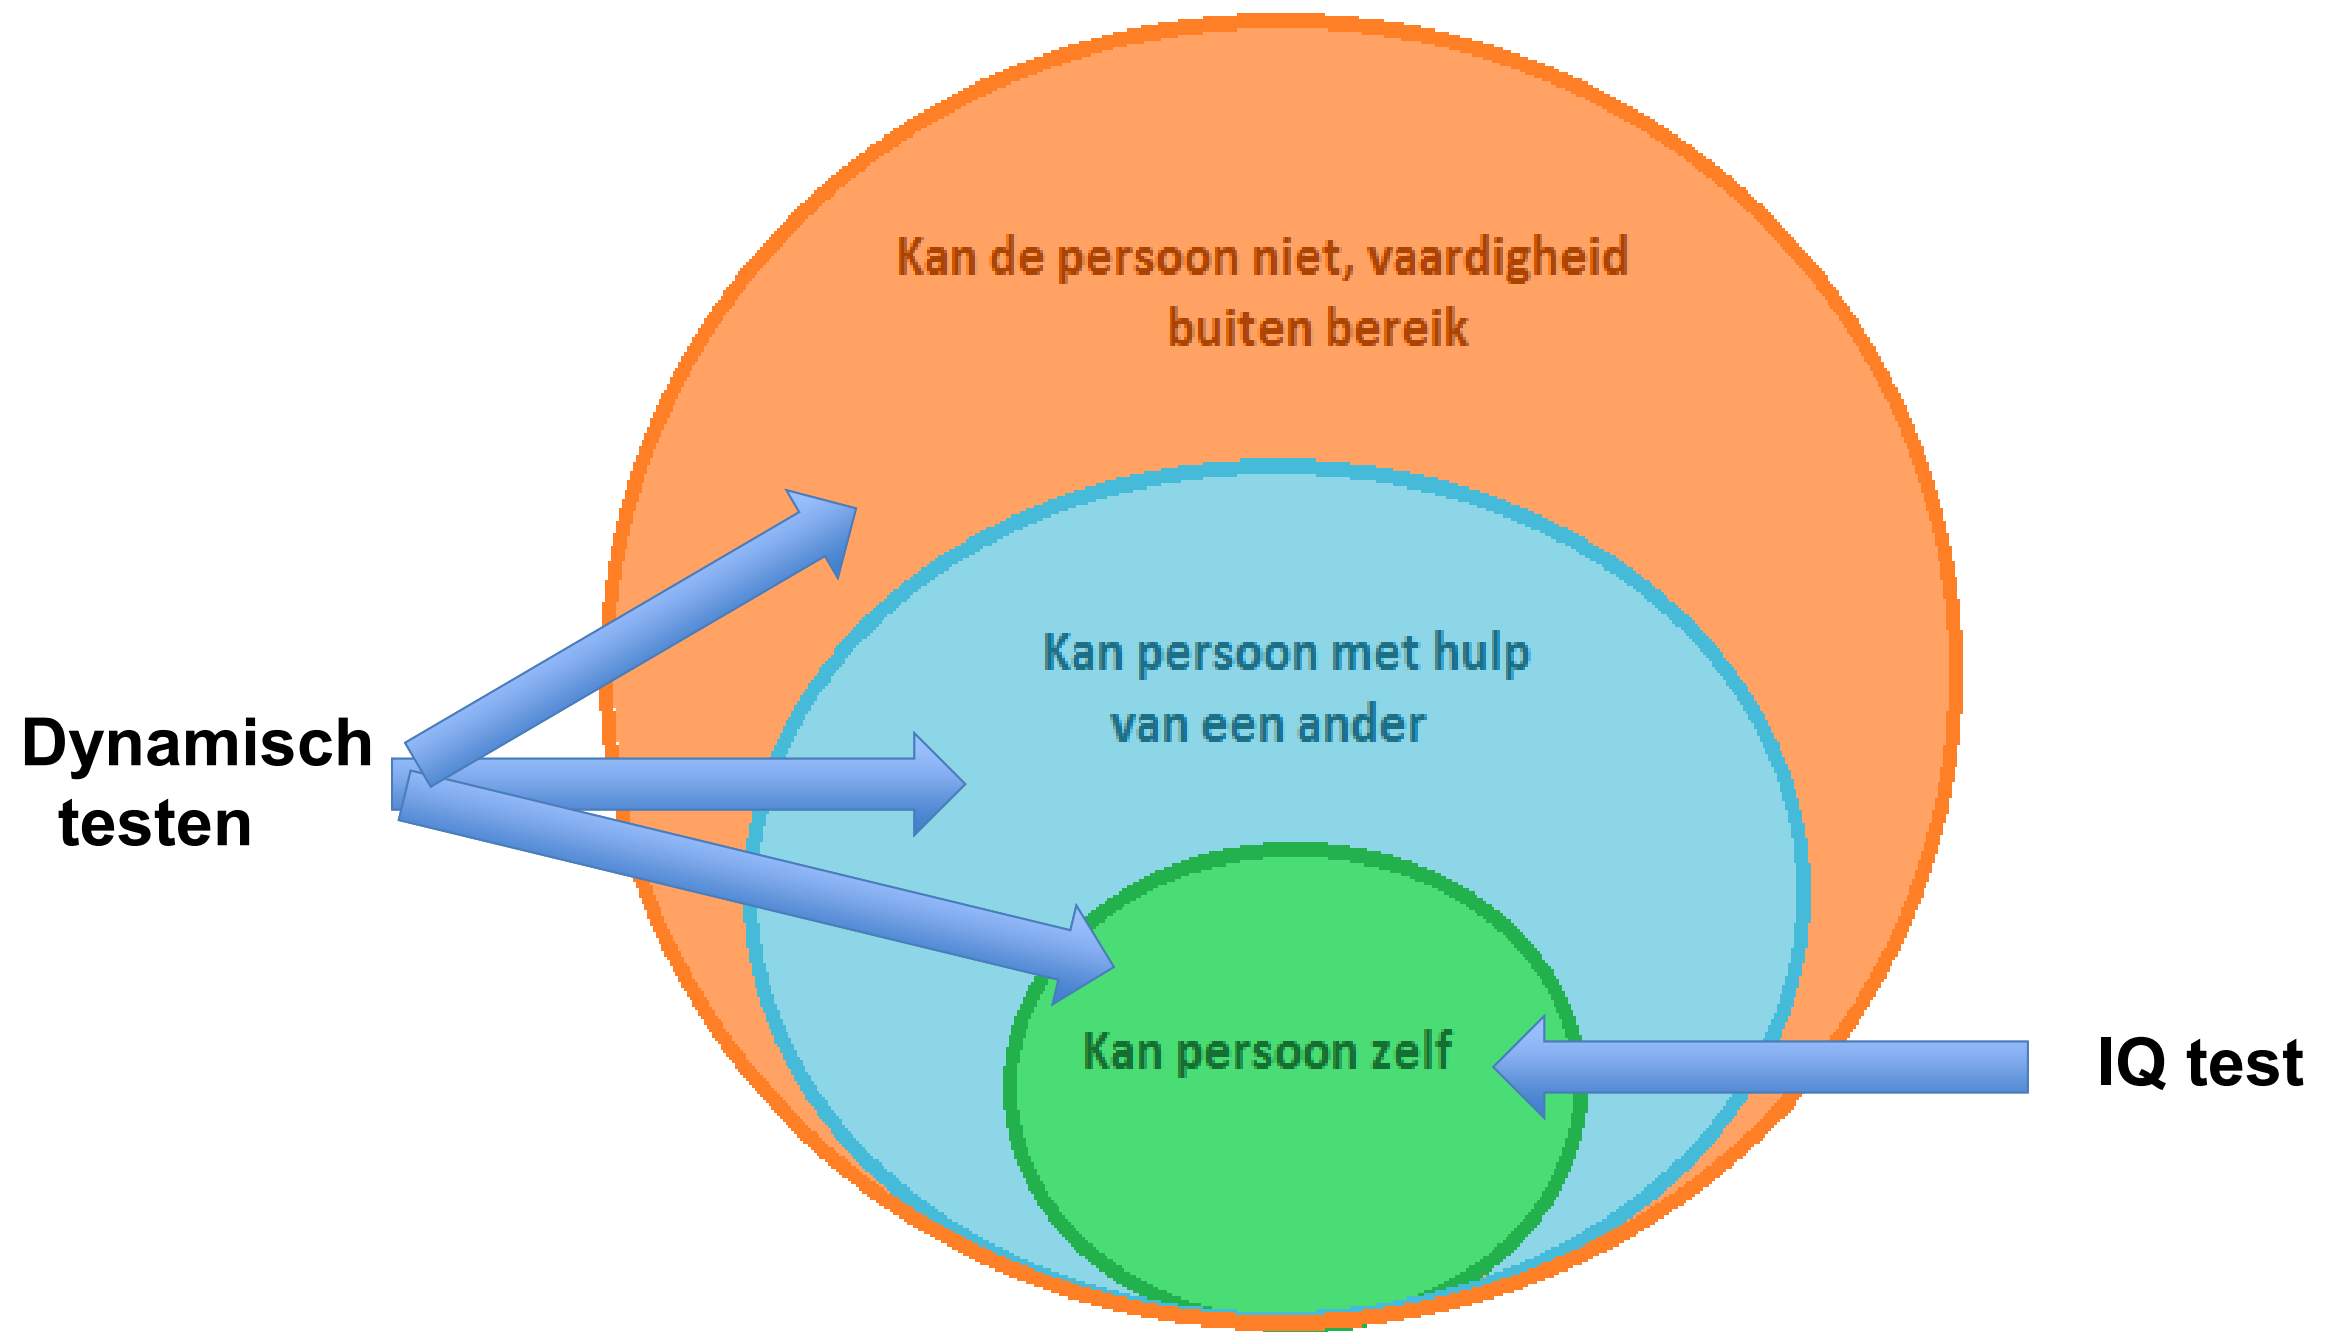 Kan de persoon niet, vaardigheid
buiten bereik
Kan persoon met hulp
van een ander
Dynamisch
testen
Kan persoon zelf
IQ test